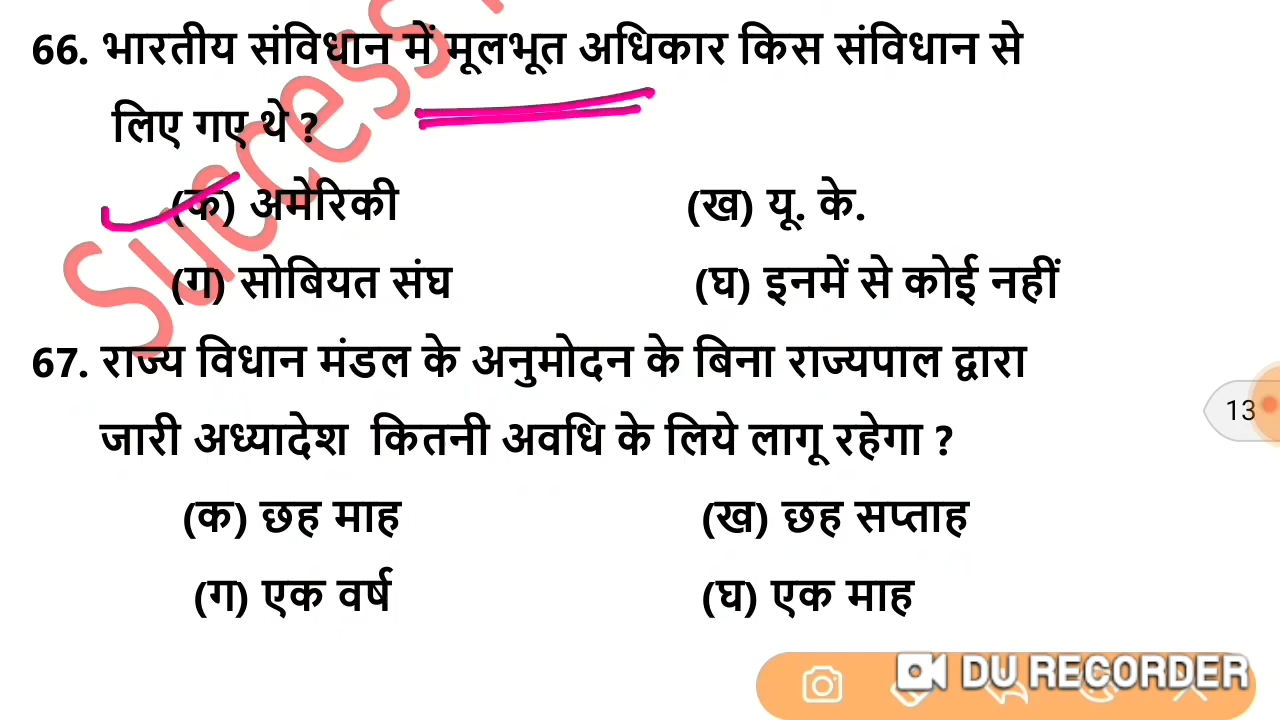 66. भारतीय संविधान में मूलभूत अधिकार किस संविधान से
लिए गए थे ?
(क) अमेरिकी (ख) यू. के.
(ग) सोबियत संघ (घ) इनमें से कोई नहीं
67. राज्य विधान मंडल के अनुमोदन के बिना राज्यपाल द्वारा
जारी अध्यादेश कितनी अवधि के लिये लागू रहेगा ?
(क) छह माह (ख) छह सप्ताह
(ग) एक वर्ष (घ) एक माह
Success
13
DU RECORDER